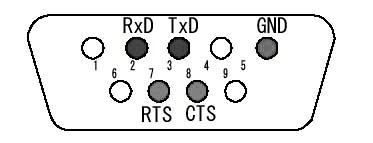 RxD TxD GND
1 2 3 4 5
6 7 8 9
RTS CTS